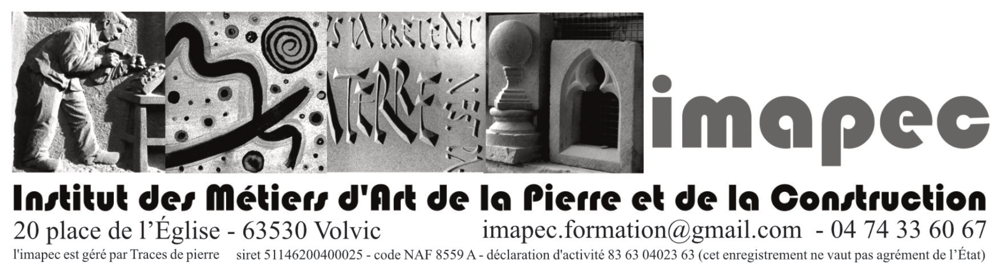 S IA PRETENT
TERRE
imapec
Institut des Métiers d'Art de la Pierre et de la Construction
20 place de l’Église - 63530 Volvic imapec.formation@gmail.com - 04 74 33 60 67
l'imapec est géré par Traces de pierre siret 51146200400025 - code NAF 8559 A - déclaration d'activité 83 63 04023 63 (cet enregistrement ne vaut pas agrément de l’État)